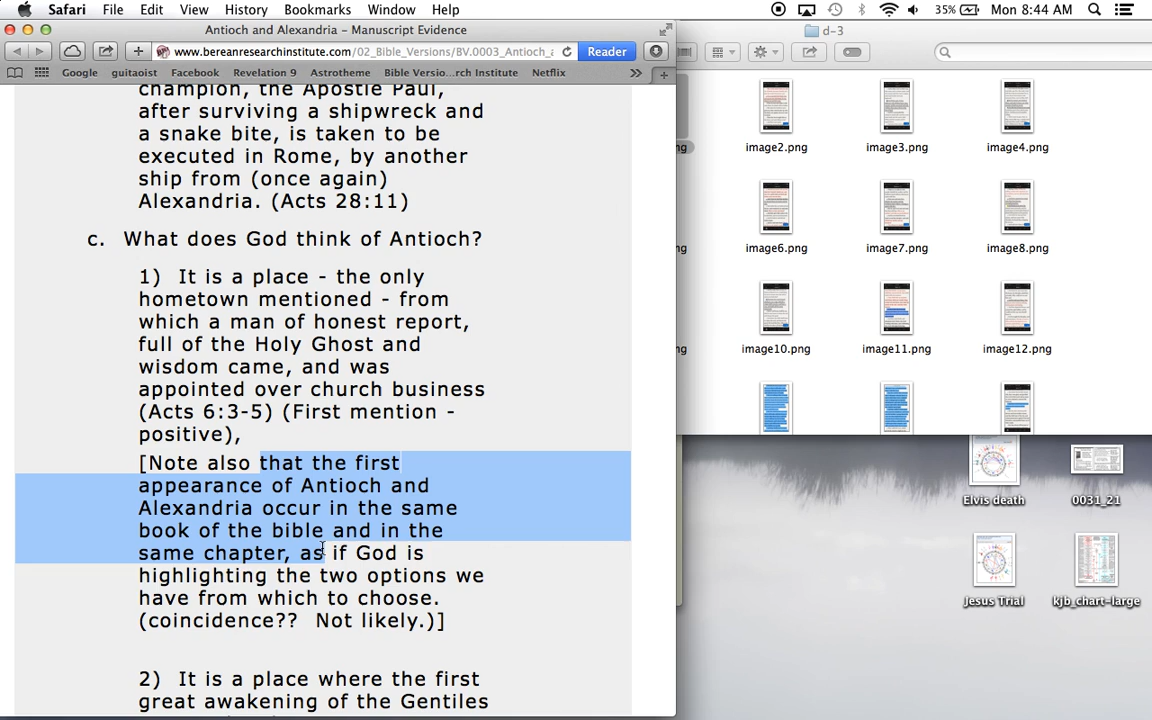 Safari File Edit View History Bookmarks Window Help 35% Mon 8:44 AM
Antioch and Alexandria – Manuscript Evidence
www.bereanresearchinstitute.com/02_Bible_Versions/BV.0003_Antioch_a
Reader
Google guitaoist Facebook Revelation 9 Astrotheme Bible Versio...rch Institute Netflix
champion, the Apostle Paul,
after surviving a shipwreck and
a snake bite, is taken to be
executed in Rome, by another
ship from (once again)
Alexandria. (Acts 28:11)
c. What does God think of Antioch?
1) It is a place - the only
hometown mentioned - from
which a man of honest report,
full of the Holy Ghost and
wisdom came, and was
appointed over church business
(Acts 6:3-5) (First mention -
positive),
[Note also that the first
appearance of Antioch and
Alexandria occur in the same
book of the bible and in the
same chapter, as if God is
highlighting the two options we
have from which to choose.
(coincidence?? Not likely.)]
2) It is a place where the first
great awakening of the Gentiles
d-3
image2.png image3.png image4.png
image6.png image7.png image8.png
ng image10.png image11.png image12.png
Elvis death 0031_21
Jesus Trial kjb_chart-large